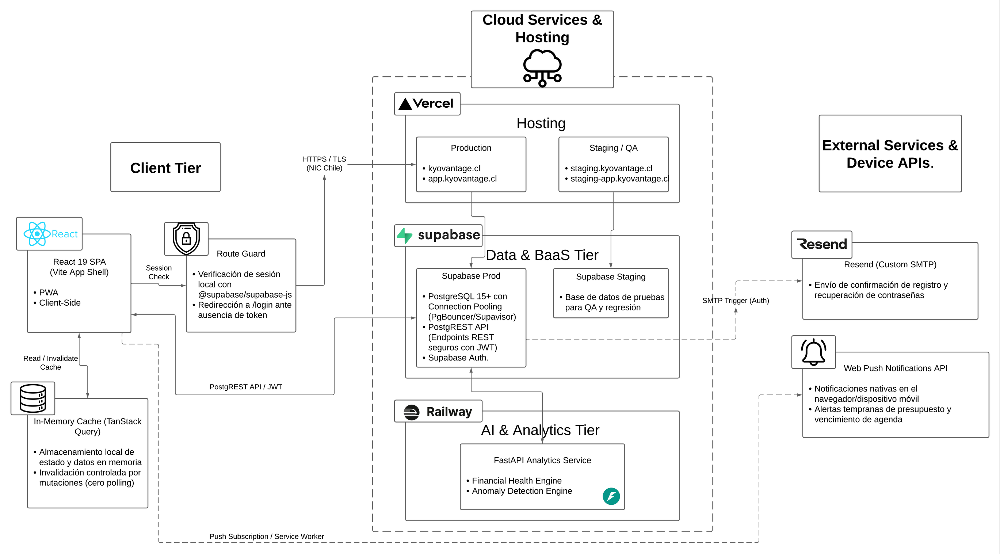 Cloud Services &
Hosting
Vercel
Hosting
Production
• kyovantage.cl
• app.kyovantage.cl
Staging / QA
• staging.kyovantage.cl
• staging-app.kyovantage.cl
Client Tier
HTTPS / TLS
(NIC Chile)
External Services &
Device APIs.
React
React 19 SPA
(Vite App Shell)
• PWA
• Client-Side
Session
Check
Route Guard
• Verificación de sesión
local con
@supabase/supabase-js
• Redirección a /login ante
ausencia de token
supabase
Data & BaaS Tier
Supabase Prod
• PostgreSQL 15+ con
Connection Pooling
(PgBouncer/Supavisor)
• PostgREST API
(Endpoints REST
seguros con JWT)
• Supabase Auth.
Supabase Staging
• Base de datos de pruebas
para QA y regresión
SMTP Trigger (Auth)
Resend
Resend (Custom SMTP)
• Envío de confirmación de registro y
recuperación de contraseñas
Web Push Notifications API
• Notificaciones nativas en el
navegador/dispositivo móvil
• Alertas tempranas de presupuesto y
vencimiento de agenda
Read / Invalidate
Cache
PostgREST API / JWT
In-Memory Cache (TanStack
Query)
• Almacenamiento local de
estado y datos en memoria
• Invalidación controlada por
mutaciones (cero polling)
Railway
AI & Analytics Tier
FastAPI Analytics Service
• Financial Health Engine
• Anomaly Detection Engine
Push Subscription / Service Worker